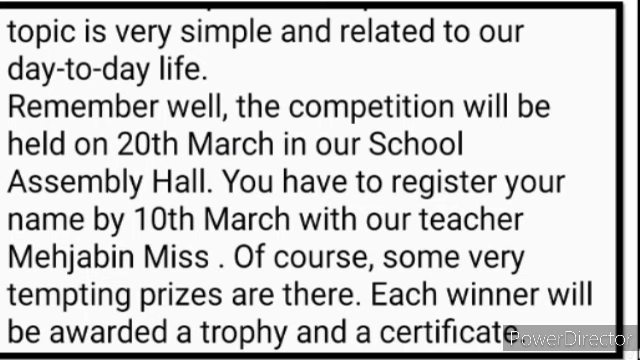 topic is very simple and related to our
day-to-day life.
Remember well, the competition will be
held on 20th March in our School
Assembly Hall. You have to register your
name by 10th March with our teacher
Mehjabin Miss . Of course, some very
tempting prizes are there. Each winner will
be awarded a trophy and a certificate
PowerDirector